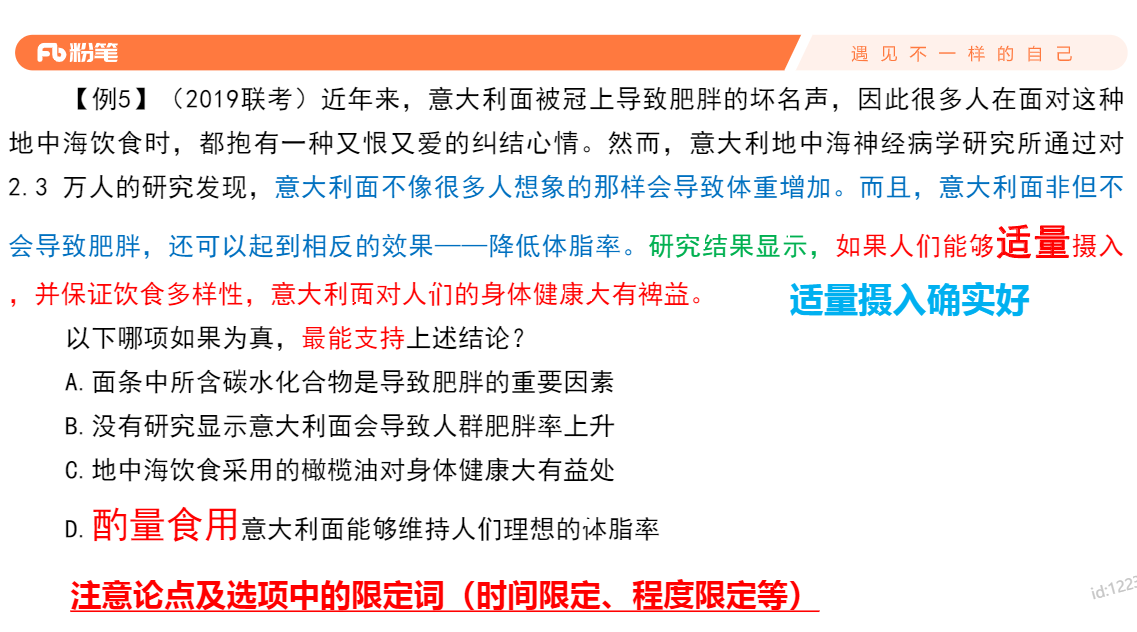 粉笔
遇见不一样的自己
【例5】（2019联考）近年来，意大利面被冠上导致肥胖的坏名声，因此很多人在面对这种
地中海饮食时，都抱有一种又恨又爱的纠结心情。然而，意大利地中海神经病学研究所通过对
2.3 万人的研究发现，意大利面不像很多人想象的那样会导致体重增加。而且，意大利面非但不
会导致肥胖，还可以起到相反的效果——降低体脂率。研究结果显示，如果人们能够适量摄入
，并保证饮食多样性，意大利面对人们的身体健康大有裨益。
适量摄入确实好
以下哪项如果为真，最能支持上述结论？
A.面条中所含碳水化合物是导致肥胖的重要因素
B.没有研究显示意大利面会导致人群肥胖率上升
C.地中海饮食采用的橄榄油对身体健康大有益处
D.酌量食用意大利面能够维持人们理想的体脂率
注意论点及选项中的限定词（时间限定、程度限定等）
id:1223